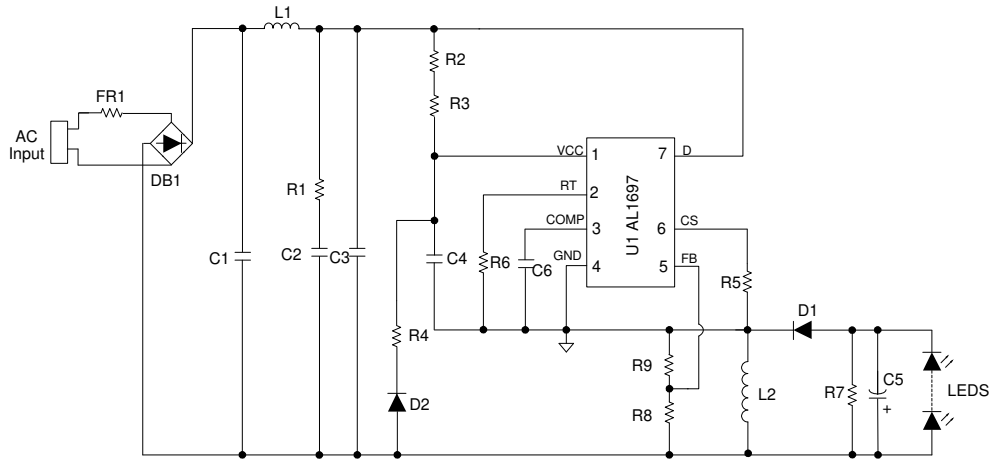 L1
R2
R3
FR1
AC
Input
DB1
VCC
1
7
D
RT
2
R1
COMP
3
6
CS
U1 AL1697
C1
C2
C3
C4
R6
C6
GND
4
5
FB
R5
R4
D1
R9
R8
L2
R7
C5
+
LEDS
D2